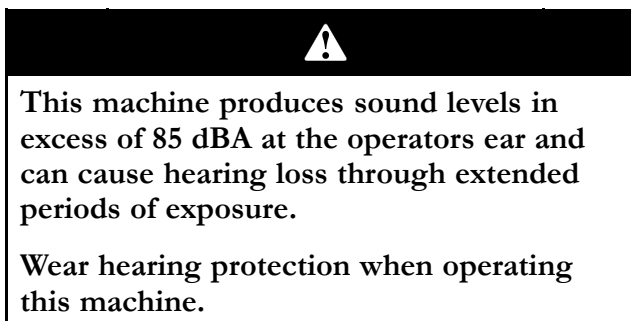 This machine produces sound levels in
excess of 85 dBA at the operators ear and
can cause hearing loss through extended
periods of exposure.
Wear hearing protection when operating
this machine.